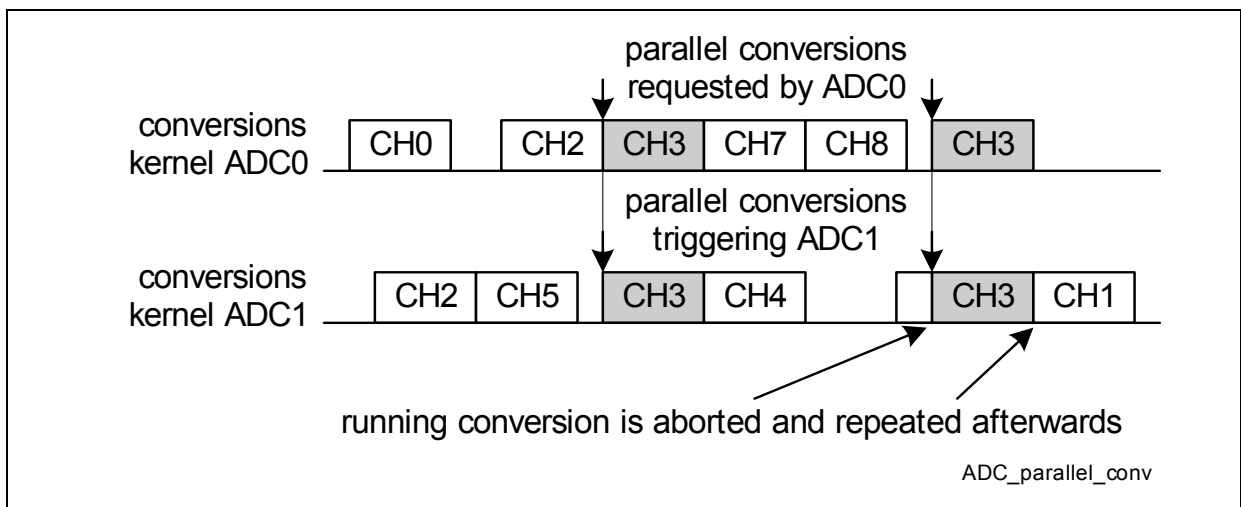 parallel conversions
requested by ADC0
conversions
kernel ADC0
CH0 CH2 CH3 CH7 CH8 CH3
parallel conversions
triggering ADC1
conversions
kernel ADC1
CH2 CH5 CH3 CH4 CH3 CH1
running conversion is aborted and repeated afterwards
ADC_parallel_conv